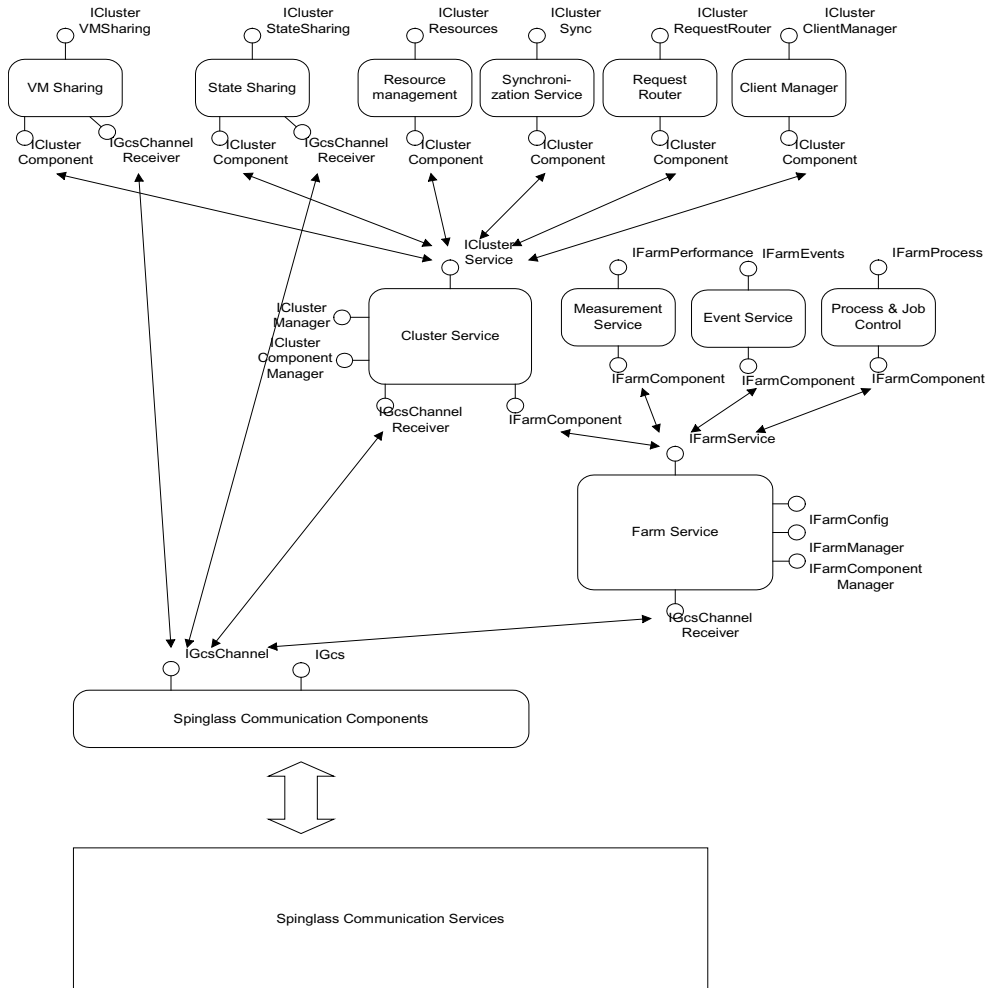 ICluster
VMSharing
ICluster
StateSharing
ICluster
Resources
ICluster
Sync
ICluster
RequestRouter
ICluster
ClientManager
VM Sharing
State Sharing
Resource
management
Synchroni-
zation Service
Request
Router
Client Manager
ICluster
Component
IGcsChannel
Receiver
ICluster
Component
IGcsChannel
Receiver
ICluster
Component
ICluster
Component
ICluster
Component
ICluster
Component
ICluster
Service
IFarmPerformance
IFarmEvents
IFarmProcess
ICluster
Manager
ICluster
Component
Manager
Cluster Service
Measurement
Service
Event Service
Process & Job
Control
IFarmComponent
IFarmComponent
IFarmComponent
IGcsChannel
Receiver
IFarmComponent
IFarmService
Farm Service
IFarmConfig
IFarmManager
IFarmComponent
Manager
IGcsChannel
Receiver
IGcsChannel
IGcs
Spinglass Communication Components
Spinglass Communication Services